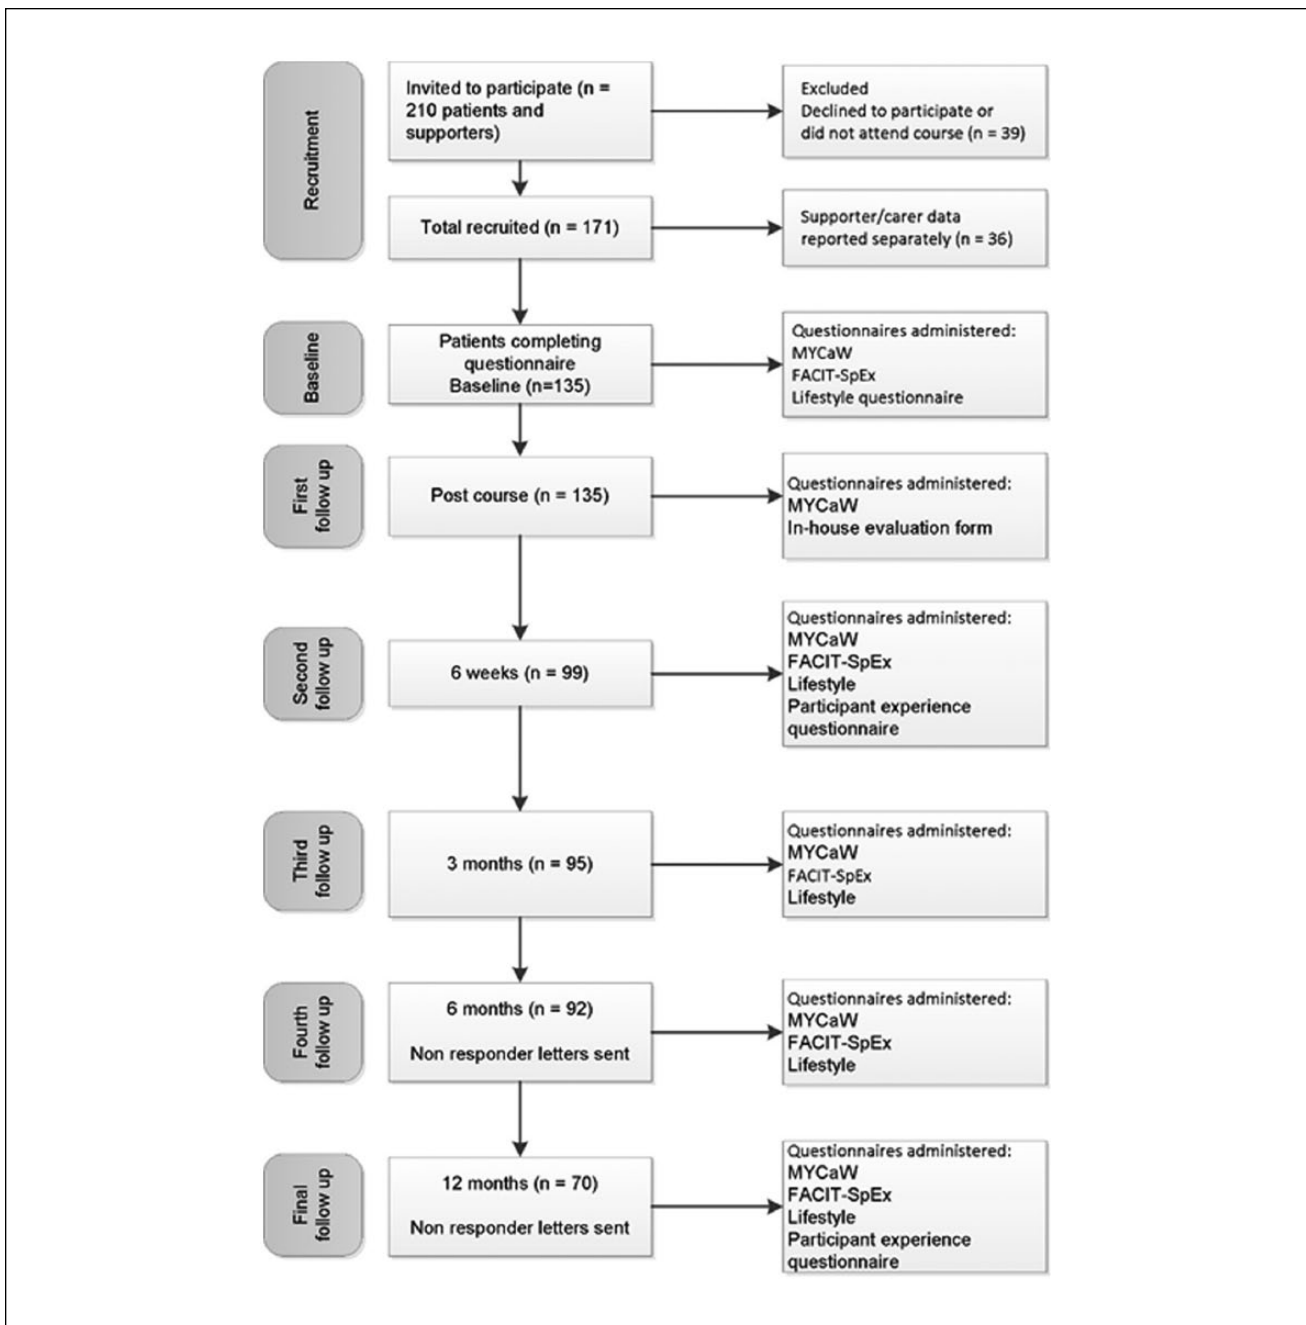 Recruitment
Invited to participate (n =
210 patients and
supporters)
Excluded
Declined to participate or
did not attend course (n = 39)
Total recruited (n = 171)
Supporter/carer data
reported separately (n = 36)
Baseline
Patients completing
questionnaire
Baseline (n=135)
Questionnaires administered:
MYCaW
FACIT-SpEx
Lifestyle questionnaire
First
follow up
Post course (n = 135)
Questionnaires administered:
MYCaW
In-house evaluation form
Second
follow up
6 weeks (n = 99)
Questionnaires administered:
MYCaW
FACIT-SpEx
Lifestyle
Participant experience
questionnaire
Third
follow up
3 months (n = 95)
Questionnaires administered:
MYCaW
FACIT-SpEx
Lifestyle
Fourth
follow up
6 months (n = 92)
Non responder letters sent
Questionnaires administered:
MYCaW
FACIT-SpEx
Lifestyle
Final
follow up
12 months (n = 70)
Non responder letters sent
Questionnaires administered:
MYCaW
FACIT-SpEx
Lifestyle
Participant experience
questionnaire